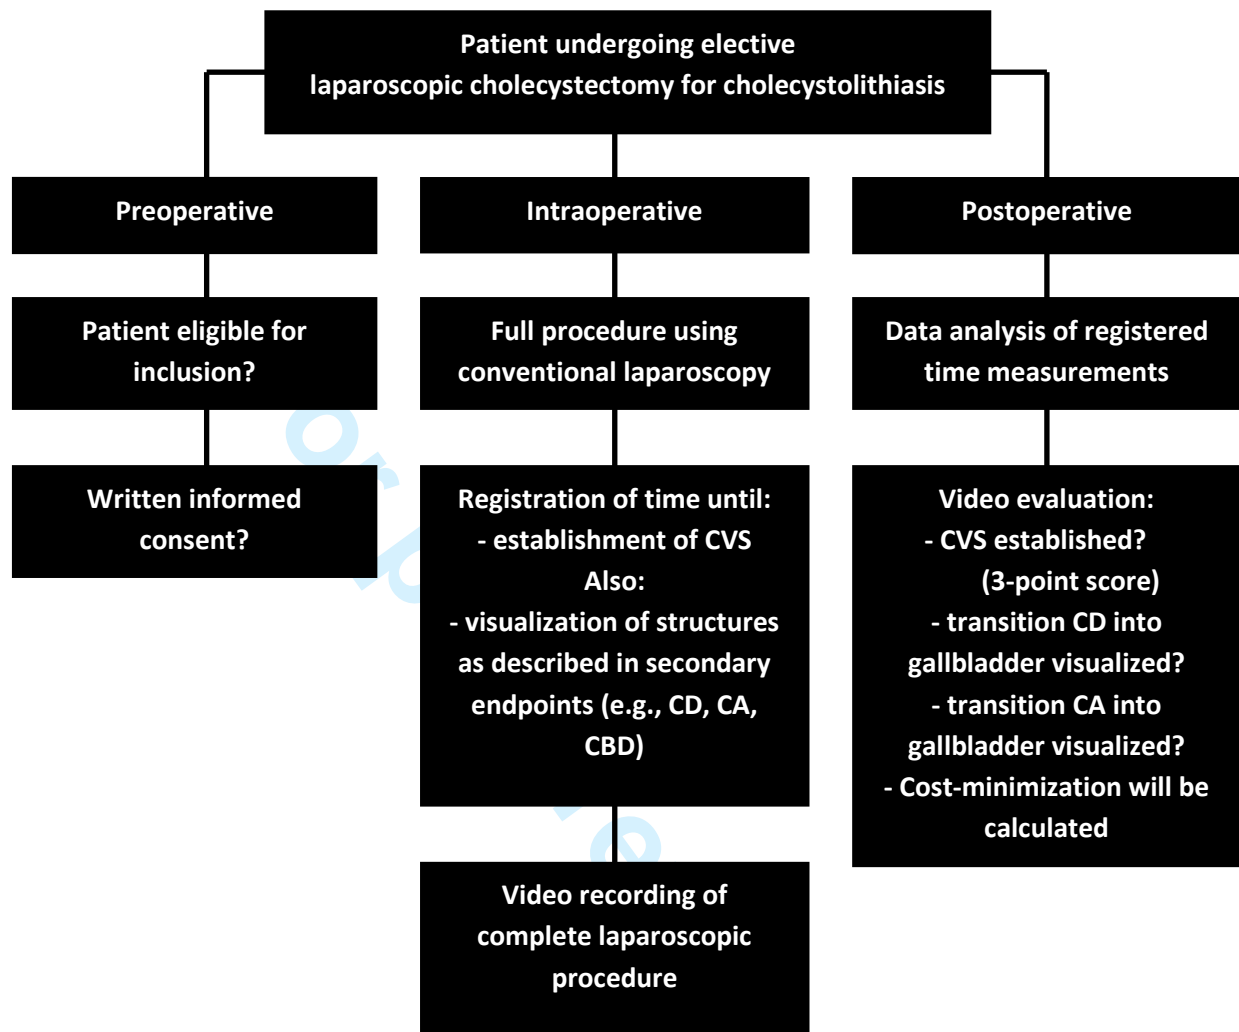 Patient undergoing elective
laparoscopic cholecystectomy for cholecystolithiasis
Preoperative
Patient eligible for
inclusion?
Written informed
consent?
Intraoperative
Full procedure using
conventional laparoscopy
Registration of time until:
- establishment of CVS
Also:
- visualization of structures
as described in secondary
endpoints (e.g., CD, CA,
CBD)
Video recording of
complete laparoscopic
procedure
Postoperative
Data analysis of registered
time measurements
Video evaluation:
- CVS established?
(3-point score)
- transition CD into
gallbladder visualized?
- transition CA into
gallbladder visualized?
- Cost-minimization will be
calculated